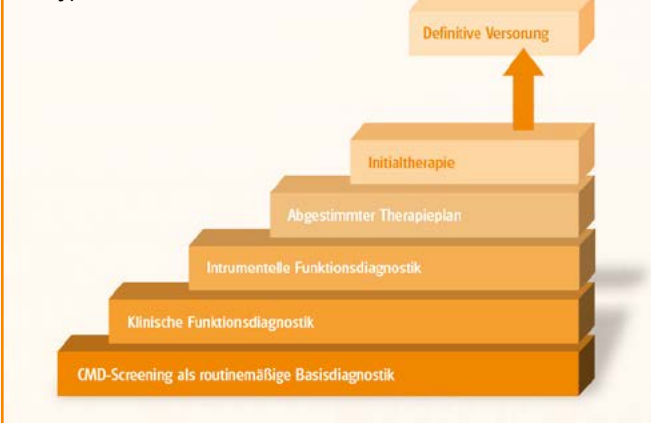 Definitive Versorung
Initialtherapie
Abgestimmter Therapieplan
Intrumentelle Funktionsdiagnostik
Klinische Funktionsdiagnostik
CMD-Screening als routinemäßige Basisdiagnostik